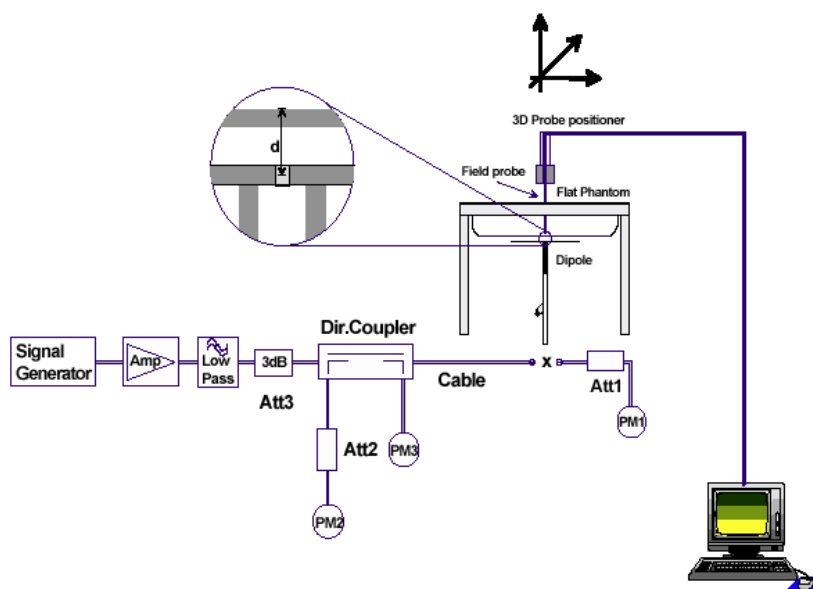 3D Probe positioner
d
Field probe
Flat Phantom
Dipole
Dir.Coupler
Signal
Generator
Amp
Low
Pass
3dB
Att3
Cable
X
Att1
PM1
Att2
PM3
PM2